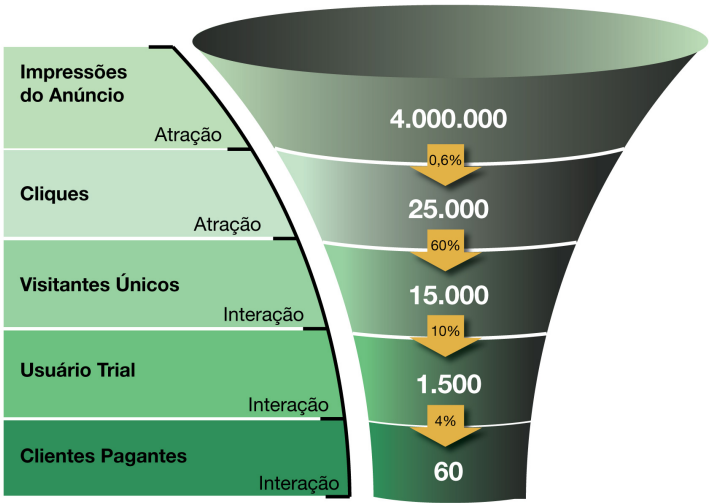 Impressões
do Anúncio
Atração
4.000.000
0,6%
Cliques
Atração
25.000
60%
Visitantes Únicos
Interação
15.000
10%
Usuário Trial
Interação
1.500
4%
Clientes Pagantes
Interação
60